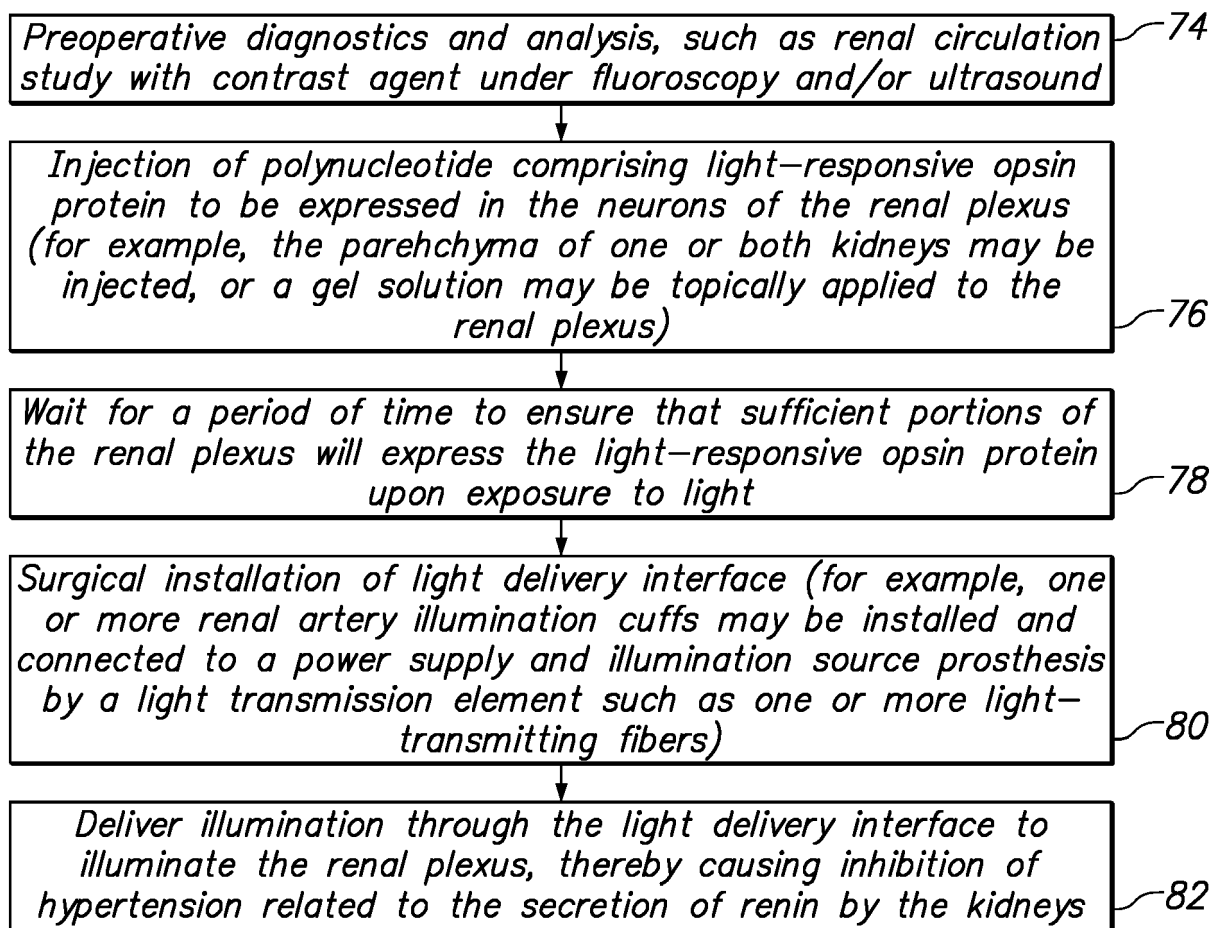 Preoperative diagnostics and analysis, such as renal circulation
study with contrast agent under fluoroscopy and/or ultrasound
74
Injection of polynucleotide comprising light-responsive opsin
protein to be expressed in the neurons of the renal plexus
(for example, the parehchyma of one or both kidneys may be
injected, or a gel solution may be topically applied to the
renal plexus)
76
Wait for a period of time to ensure that sufficient portions of
the renal plexus will express the light-responsive opsin protein
upon exposure to light
78
Surgical installation of light delivery interface (for example, one
or more renal artery illumination cuffs may be installed and
connected to a power supply and illumination source prosthesis
by a light transmission element such as one or more light-
transmitting fibers)
80
Deliver illumination through the light delivery interface to
illuminate the renal plexus, thereby causing inhibition of
hypertension related to the secretion of renin by the kidneys
82